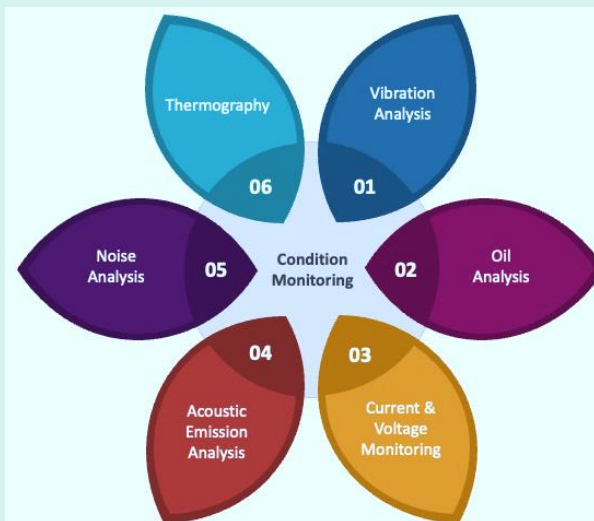 Thermography
06
Vibration
Analysis
01
Noise
Analysis
05
Condition
Monitoring
02
Oil
Analysis
04
Acoustic
Emission
Analysis
03
Current &
Voltage
Monitoring